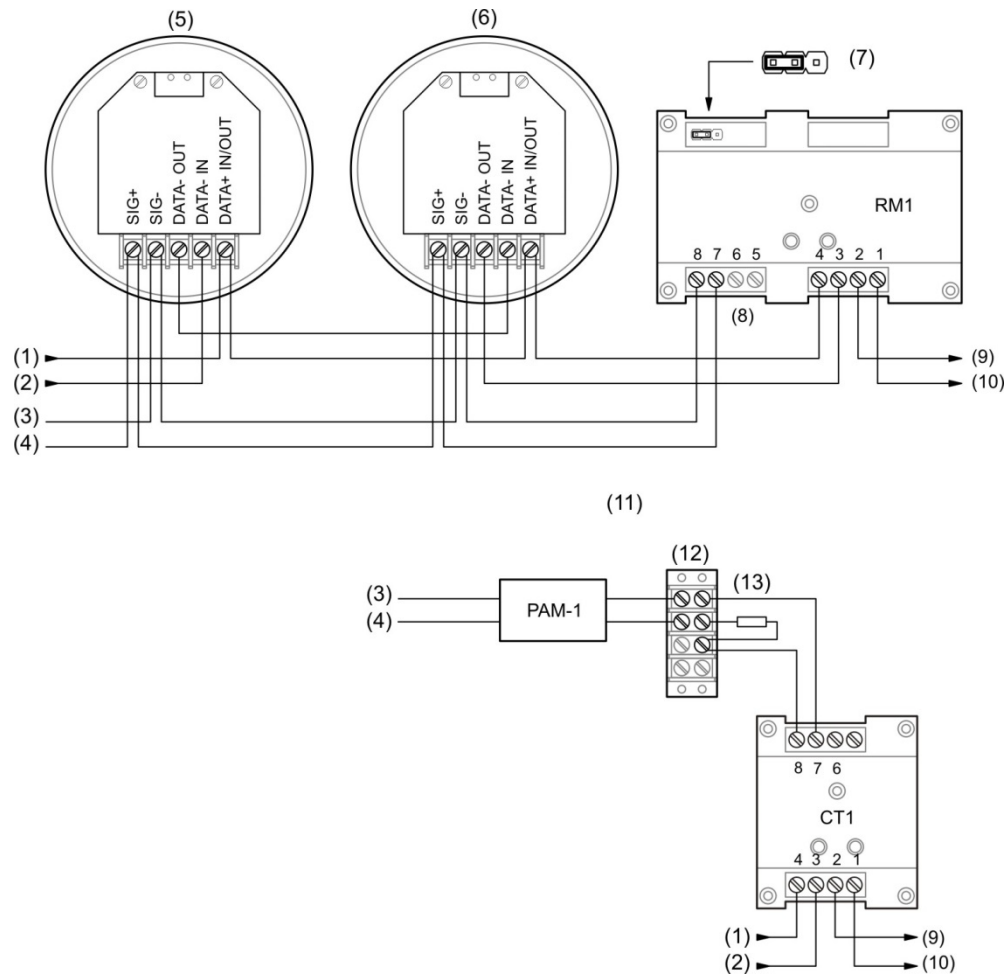 (5) (6)
(7)
SIG+ SIG- DATA- OUT DATA- IN DATA+ IN/OUT
SIG+ SIG- DATA- OUT DATA- IN DATA+ IN/OUT
RM1
8 7 6 5 4 3 2 1
(8)
(1) (9)
(2) (10)
(3)
(4)
(11)
(12) (13)
(3)
(4)
PAM-1
8 7 6
CT1
4 3 2 1
(1) (9)
(2) (10)